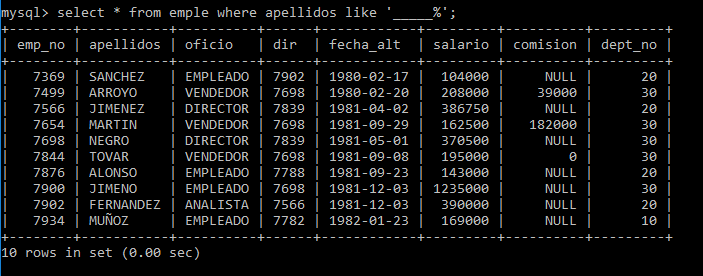 mysql> select * from emple where apellidos like '_____%';
+--------+-----------+----------+------+------------+---------+----------+---------+
| emp_no | apellidos | oficio   | dir  | fecha_alt  | salario | comision | dept_no |
+--------+-----------+----------+------+------------+---------+----------+---------+
|   7369 | SANCHEZ   | EMPLEADO | 7902 | 1980-02-17 |  104000 |     NULL |      20 |
|   7499 | ARROYO    | VENDEDOR | 7698 | 1980-02-20 |  208000 |    39000 |      30 |
|   7566 | JIMENEZ   | DIRECTOR | 7839 | 1981-04-02 |  386750 |     NULL |      20 |
|   7654 | MARTIN    | VENDEDOR | 7698 | 1981-09-29 |  162500 |   182000 |      30 |
|   7698 | NEGRO     | DIRECTOR | 7839 | 1981-05-01 |  370500 |     NULL |      30 |
|   7844 | TOVAR     | VENDEDOR | 7698 | 1981-09-08 |  195000 |        0 |      30 |
|   7876 | ALONSO    | EMPLEADO | 7788 | 1981-09-23 |  143000 |     NULL |      20 |
|   7900 | JIMENO    | EMPLEADO | 7698 | 1981-12-03 | 1235000 |     NULL |      30 |
|   7902 | FERNANDEZ | ANALISTA | 7566 | 1981-12-03 |  390000 |     NULL |      20 |
|   7934 | MUÑOZ     | EMPLEADO | 7782 | 1982-01-23 |  169000 |     NULL |      10 |
+--------+-----------+----------+------+------------+---------+----------+---------+
10 rows in set (0.00 sec)